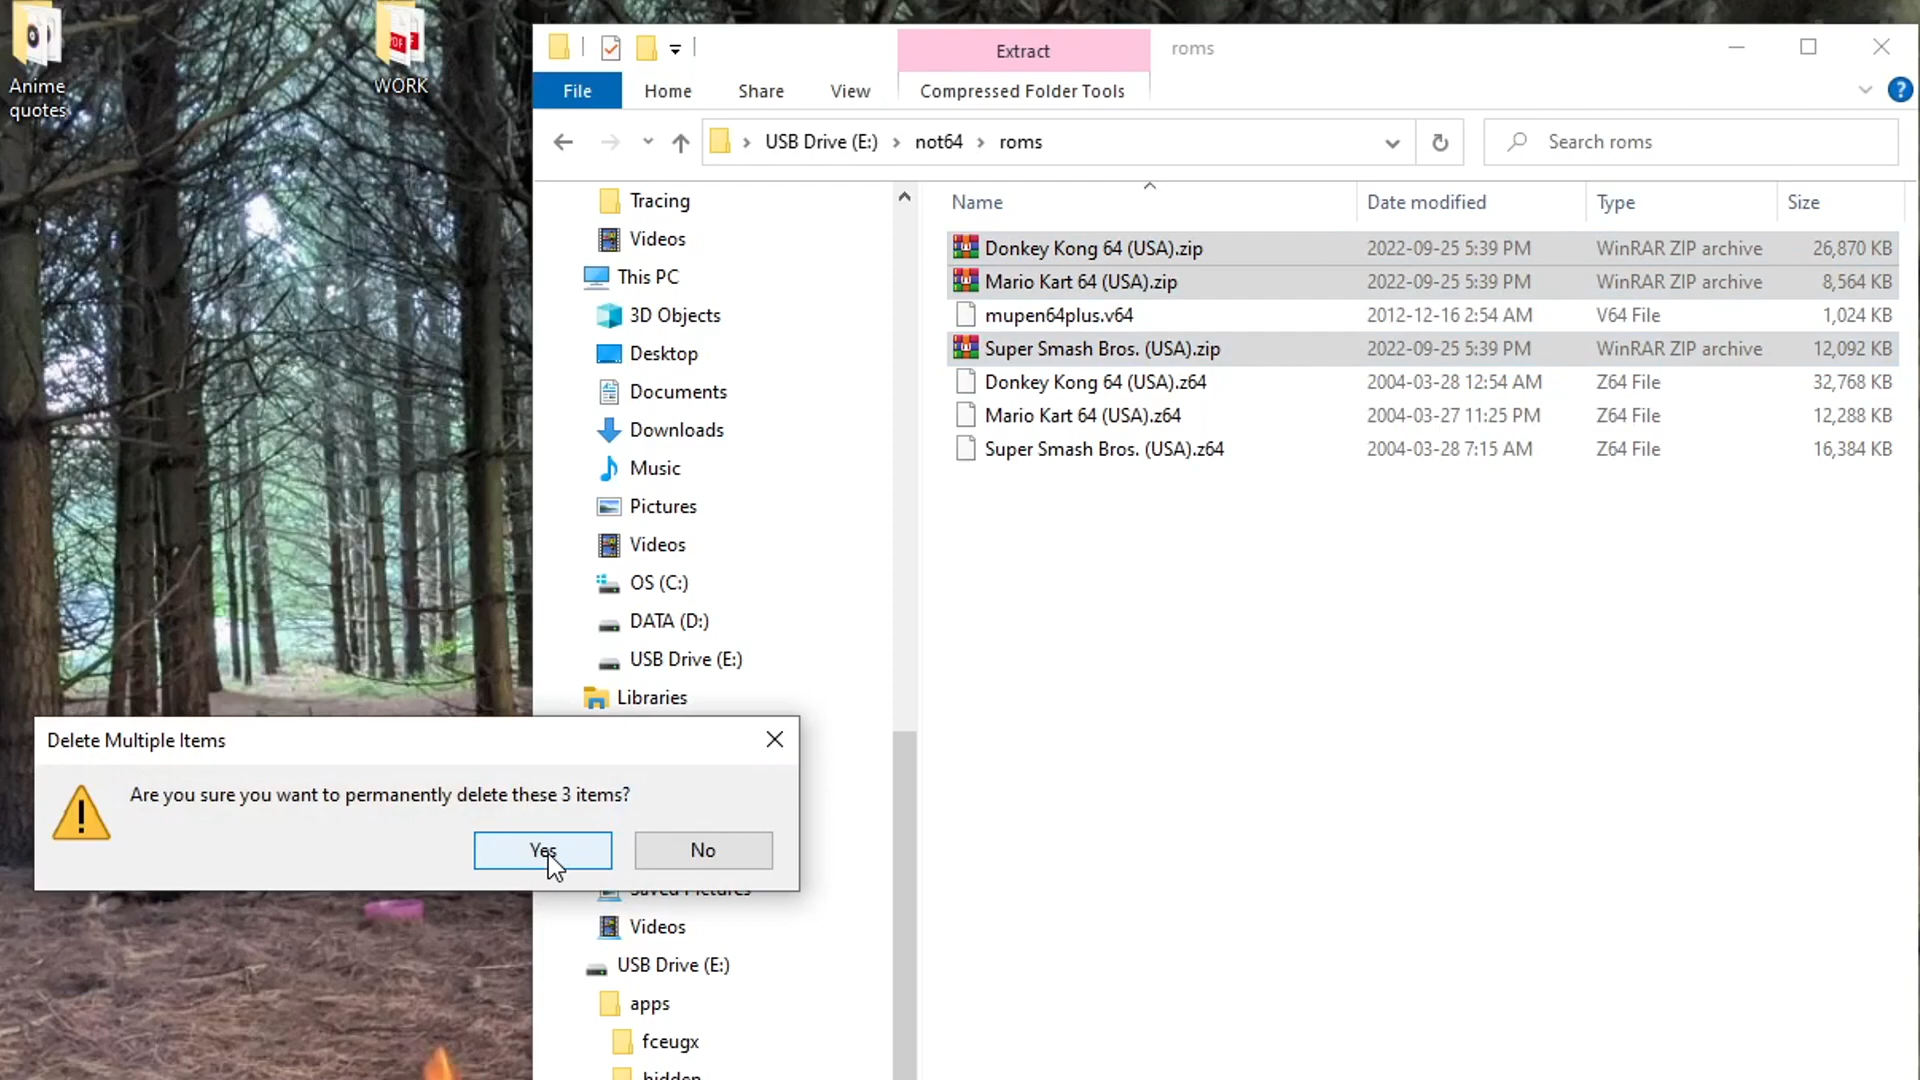 Anime
quotes
WORK
Extract
roms
File
Home
Share
View
Compressed Folder Tools
USB Drive (E:) > not64 > roms
Search roms
Name
Date modified
Type
Size
Donkey Kong 64 (USA).zip 2022-09-25 5:39 PM WinRAR ZIP archive 26,870 KB
Mario Kart 64 (USA).zip 2022-09-25 5:39 PM WinRAR ZIP archive 8,564 KB
mupen64plus.v64 2012-12-16 2:54 AM V64 File 1,024 KB
Super Smash Bros. (USA).zip 2022-09-25 5:39 PM WinRAR ZIP archive 12,092 KB
Donkey Kong 64 (USA).z64 2004-03-28 12:54 AM Z64 File 32,768 KB
Mario Kart 64 (USA).z64 2004-03-27 11:25 PM Z64 File 12,288 KB
Super Smash Bros. (USA).z64 2004-03-28 7:15 AM Z64 File 16,384 KB
Tracing
Videos
This PC
3D Objects
Desktop
Documents
Downloads
Music
Pictures
Videos
OS (C:)
DATA (D:)
USB Drive (E:)
Libraries
Delete Multiple Items
Are you sure you want to permanently delete these 3 items?
Yes
No
Saved Pictures
Videos
USB Drive (E:)
apps
fceugx
hidden